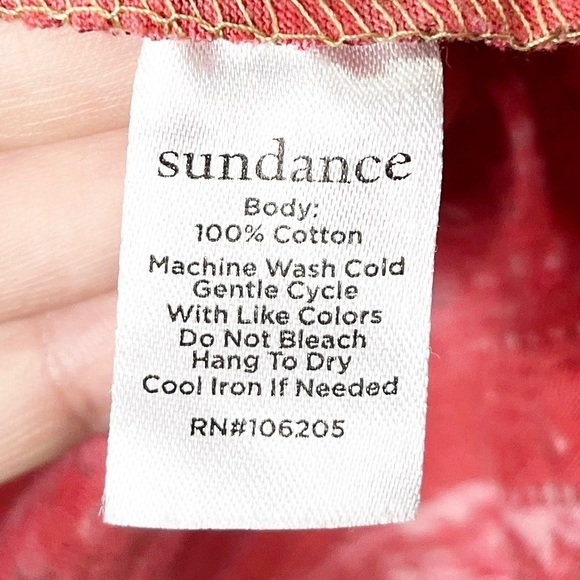 sundance
Body:
100% Cotton
Machine Wash Cold
Gentle Cycle
With Like Colors
Do Not Bleach
Hang To Dry
Cool Iron If Needed
RN#106205